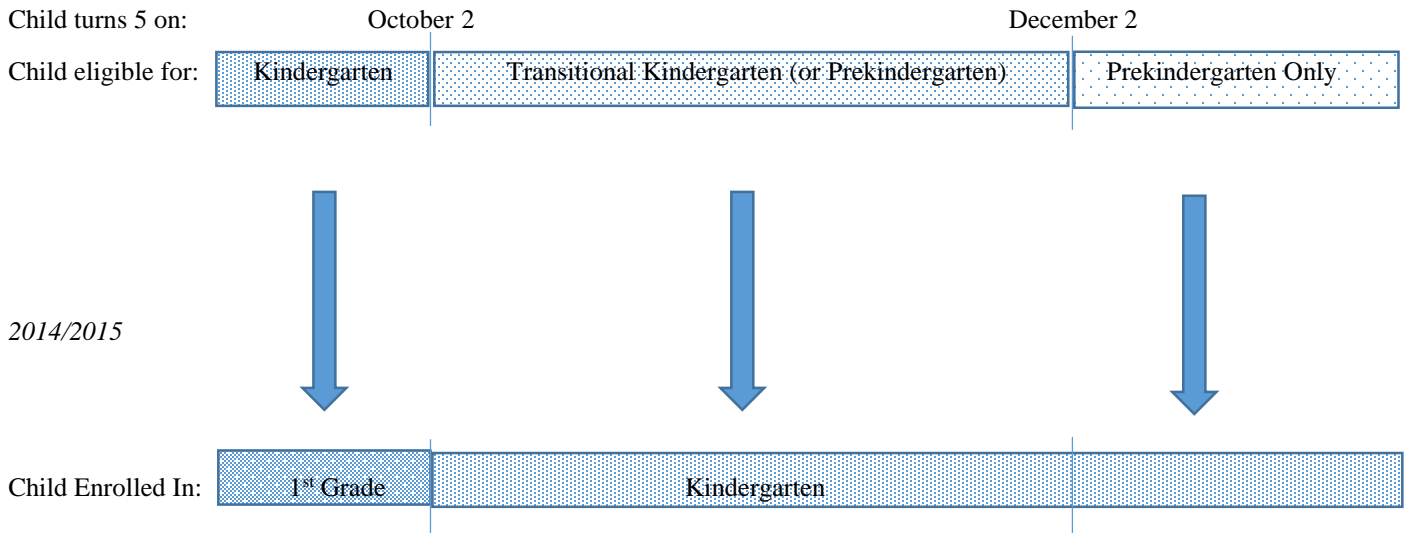 Child turns 5 on: October 2 December 2
Child eligible for: Kindergarten Transitional Kindergarten (or Prekindergarten) Prekindergarten Only
2014/2015
Child Enrolled In: 1st Grade Kindergarten